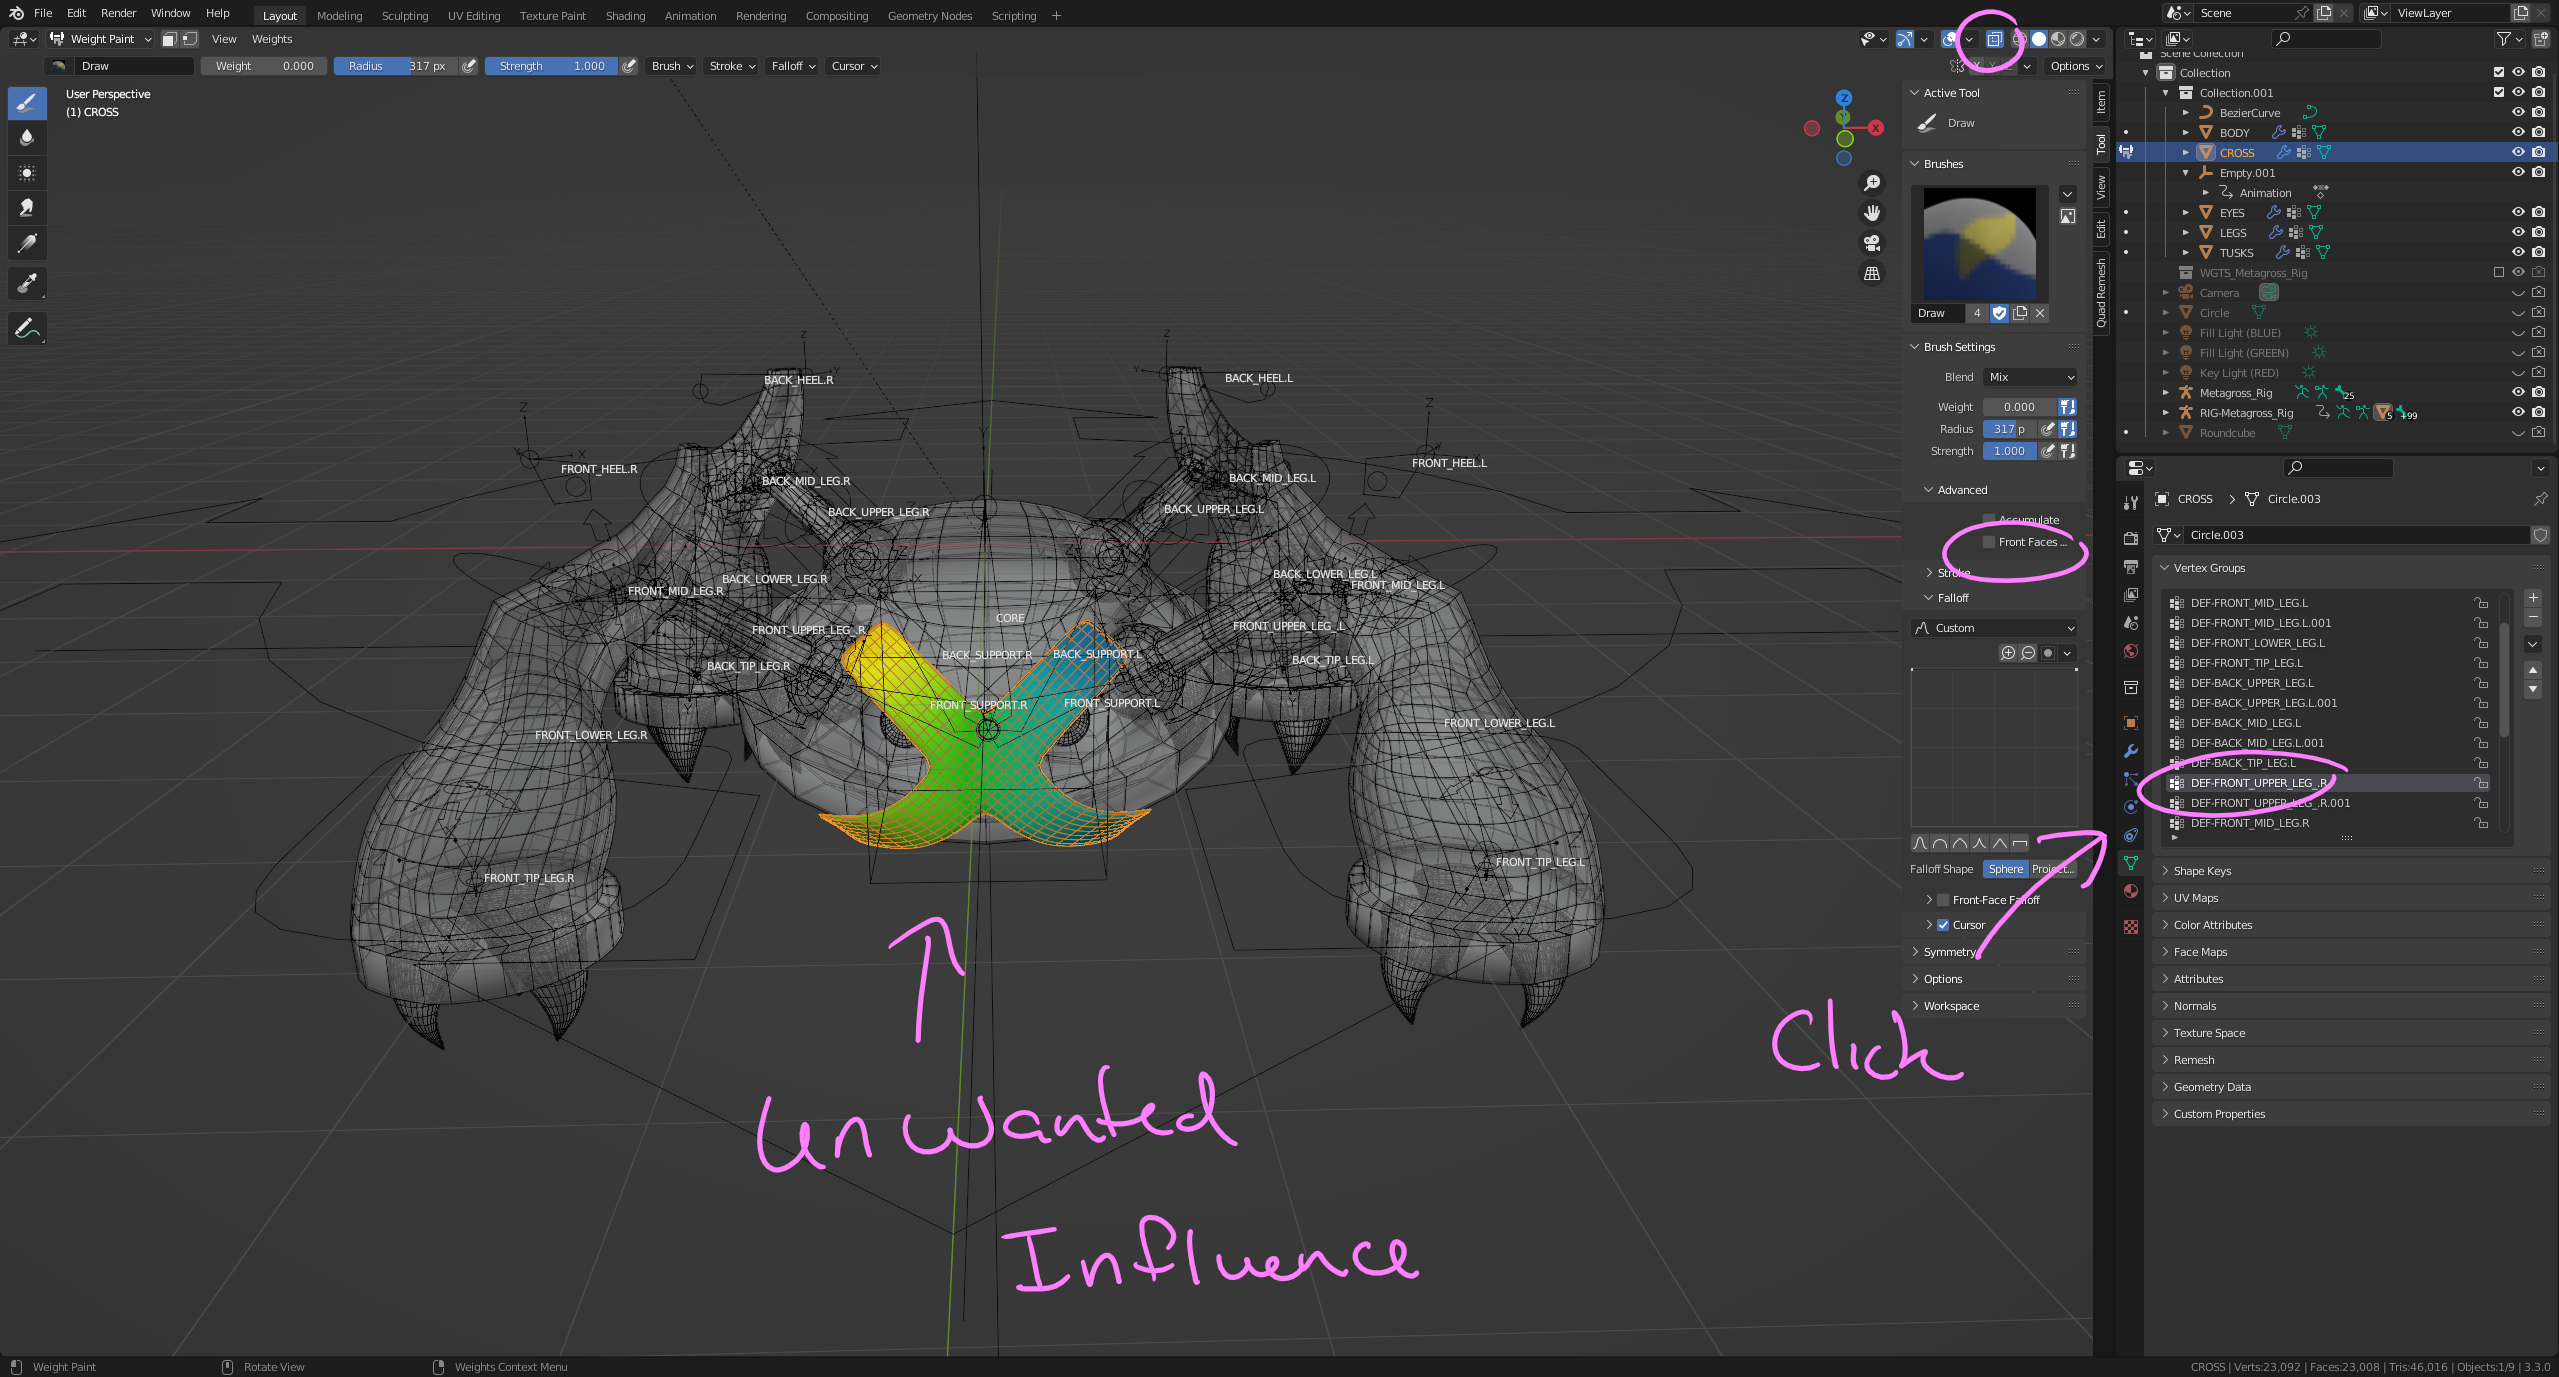 File Edit Render Window Help Layout Modeling Sculpting UV Editing Texture Paint Shading Animation Rendering Compositing Geometry Nodes Scripting + Scene ViewLayer
Weight Paint View Weights
Draw Weight 0.000 Radius 317 px Strength 1.000 Brush Stroke Falloff Cursor Options
User Perspective
(1) CROSS
Z
X
BACK_HEEL.R
BACK_HEEL.L
FRONT_HEEL.R
FRONT_HEEL.L
BACK_MID_LEG.R
BACK_MID_LEG.L
BACK_UPPER_LEG.R
BACK_UPPER_LEG.L
BACK_LOWER_LEG.R
BACK_LOWER_LEG.L
FRONT_MID_LEG.R
FRONT_MID_LEG.L
CORE
FRONT_UPPER_LEG_.R
FRONT_UPPER_LEG_.L
BACK_SUPPORT.R
BACK_SUPPORT.L
BACK_TIP_LEG.R
BACK_TIP_LEG.L
FRONT_SUPPORT.R
FRONT_SUPPORT.L
FRONT_LOWER_LEG.R
FRONT_LOWER_LEG.L
FRONT_TIP_LEG.R
FRONT_TIP_LEG.L
Unwanted
Influence
Click
Active Tool
Draw
Brushes
Draw 4
Brush Settings
Blend Mix
Weight 0.000
Radius 317 p
Strength 1.000
Advanced
Accumulate
Front Faces ...
Stroke
Falloff
Custom
Falloff Shape Sphere Project...
Front-Face Falloff
Cursor
Symmetry
Options
Workspace
Item
Tool
View
Edit
Quad Remesh
Scene Collection
Collection
Collection.001
BezierCurve
BODY
CROSS
Empty.001
Animation
EYES
LEGS
TUSKS
WGTS_Metagross_Rig
Camera
Circle
Fill Light (BLUE)
Fill Light (GREEN)
Key Light (RED)
Metagross_Rig 25
RIG-Metagross_Rig 5 +99
Roundcube
CROSS > Circle.003
Circle.003
Vertex Groups
DEF-FRONT_MID_LEG.L
DEF-FRONT_MID_LEG.L.001
DEF-FRONT_LOWER_LEG.L
DEF-FRONT_TIP_LEG.L
DEF-BACK_UPPER_LEG.L
DEF-BACK_UPPER_LEG.L.001
DEF-BACK_MID_LEG.L
DEF-BACK_MID_LEG.L.001
DEF-BACK_TIP_LEG.L
DEF-FRONT_UPPER_LEG_.R
DEF-FRONT_UPPER_LEG_.R.001
DEF-FRONT_MID_LEG.R
Shape Keys
UV Maps
Color Attributes
Face Maps
Attributes
Normals
Texture Space
Remesh
Geometry Data
Custom Properties
Weight Paint Rotate View Weights Context Menu CROSS | Verts:23,092 | Faces:23,008 | Tris:46,016 | Objects:1/9 | 3.3.0